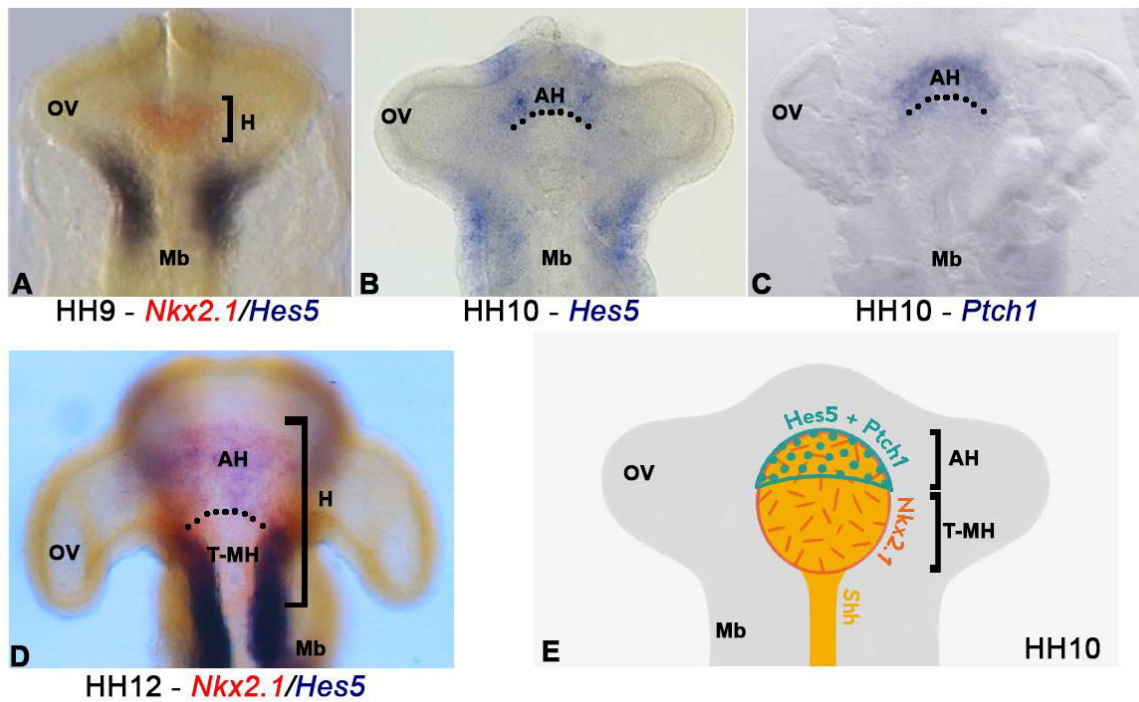 OV
H
Mb
A
HH9 - Nkx2.1/Hes5
OV
AH
Mb
B
HH10 - Hes5
OV
AH
Mb
C
HH10 - Ptch1
AH
H
OV
T-MH
Mb
D
HH12 - Nkx2.1/Hes5
Hes5 + Ptch1
OV
AH
Nkx2.1
T-MH
Shh
Mb
E
HH10